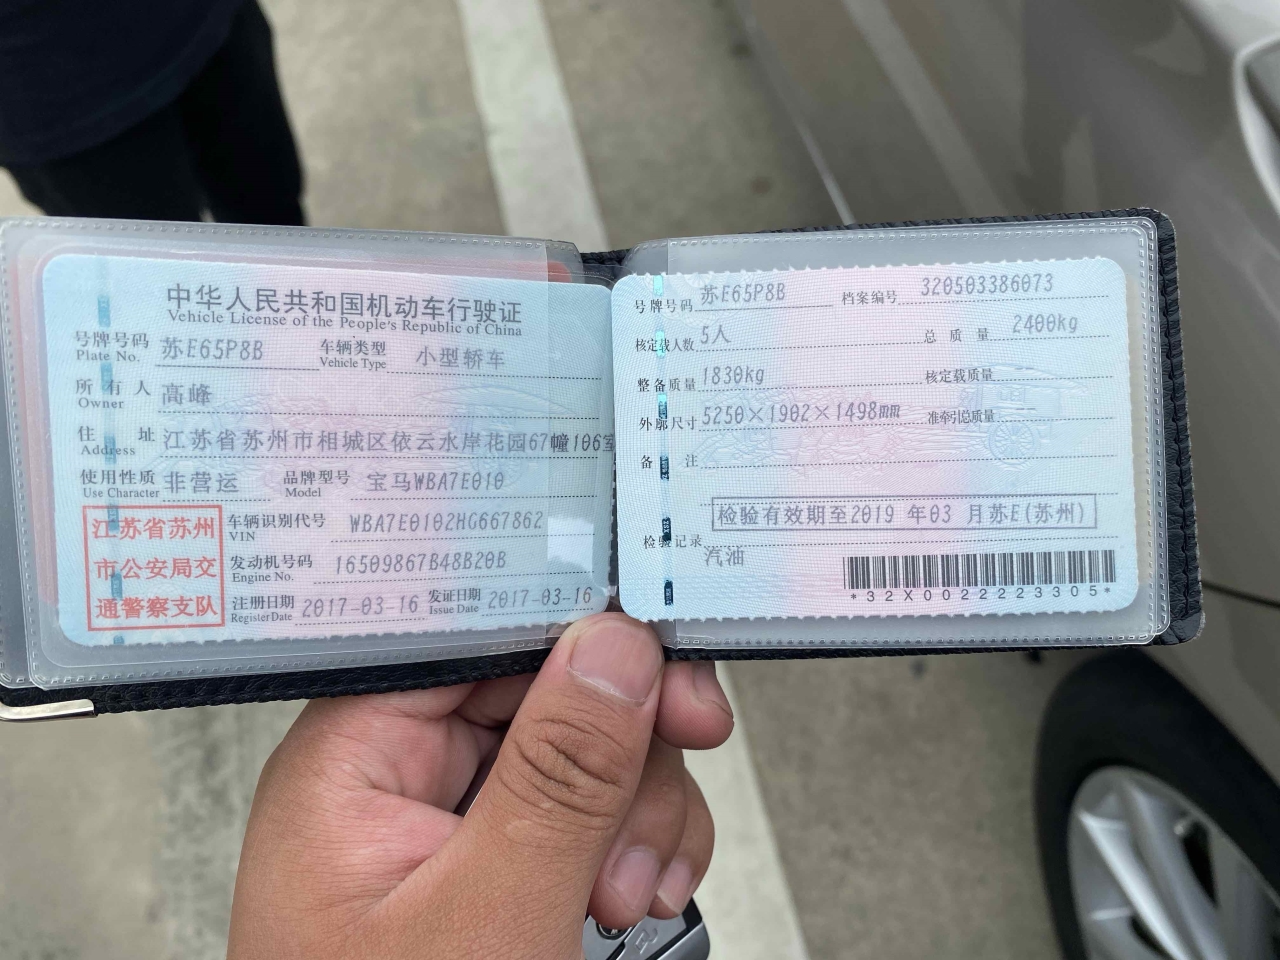 中华人民共和国机动车行驶证
Vehicle License of the People's Republic of China
号牌号码 苏E65P8B 车辆类型 小型轿车
Plate No. Vehicle Type
所有人 高峰
Owner
住址 江苏省苏州市相城区依云水岸花园67幢106室
Address
使用性质 非营运 品牌型号 宝马WBA7E010
Use Character Model
江苏省苏州
市公安局交
通警察支队
车辆识别代号 WBA7E0102HG667862
VIN
发动机号码 16509867B48B20B
Engine No.
注册日期 2017-03-16 发证日期 2017-03-16
Register Date Issue Date
号牌号码 苏E65P8B 档案编号 320503386073
核定载人数 5人 总质量 2400kg
整备质量 1830kg 核定载质量
外廓尺寸 5250×1902×1498mm 准牵引总质量
备注
检验有效期至2019 年03 月苏E(苏州)
检验记录
汽油
*32X0022223305*